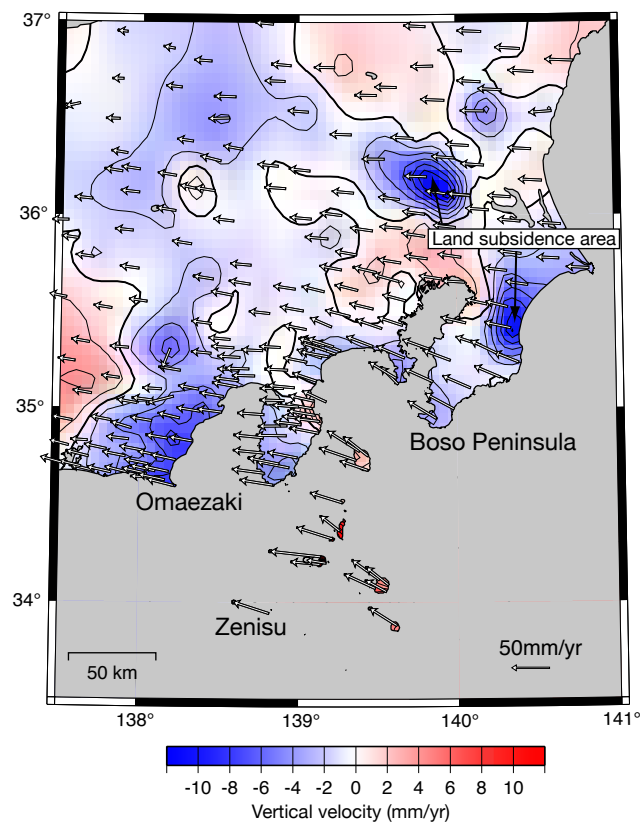 37°
36°
Land subsidence area
35°
Boso Peninsula
Omaezaki
34°
Zenisu
50mm/yr
50 km
138° 139° 140° 141°
-10 -8 -6 -4 -2 0 2 4 6 8 10
Vertical velocity (mm/yr)